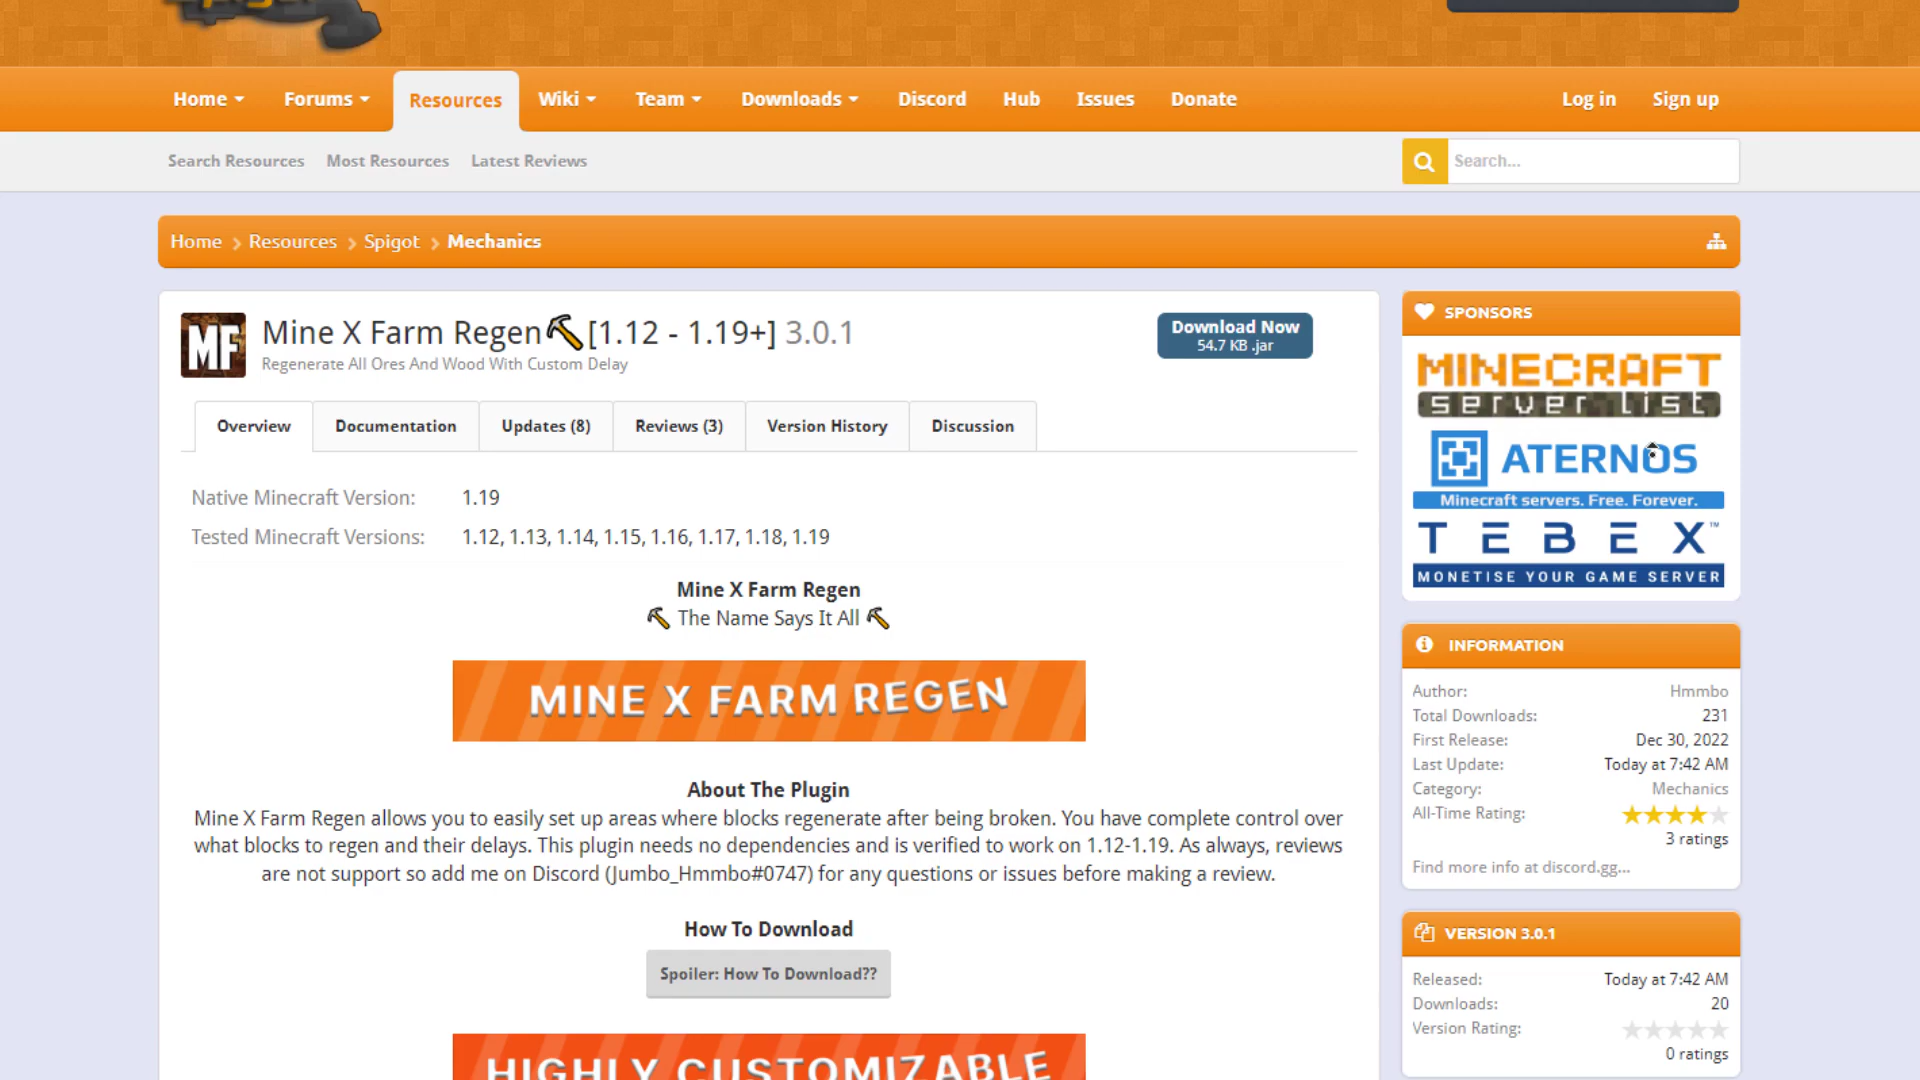 Home Forums Resources Wiki Team Downloads Discord Hub Issues Donate Log in Sign up
Search Resources Most Resources Latest Reviews Search...
Home Resources Spigot Mechanics
Mine X Farm Regen [1.12 - 1.19+] 3.0.1
Regenerate All Ores And Wood With Custom Delay
Download Now
54.7 KB .jar
Overview Documentation Updates (8) Reviews (3) Version History Discussion
Native Minecraft Version: 1.19
Tested Minecraft Versions: 1.12, 1.13, 1.14, 1.15, 1.16, 1.17, 1.18, 1.19
Mine X Farm Regen
The Name Says It All
MINE X FARM REGEN
About The Plugin
Mine X Farm Regen allows you to easily set up areas where blocks regenerate after being broken. You have complete control over
what blocks to regen and their delays. This plugin needs no dependencies and is verified to work on 1.12-1.19. As always, reviews
are not support so add me on Discord (Jumbo_Hmmbo#0747) for any questions or issues before making a review.
How To Download
Spoiler: How To Download??
HIGHLY CUSTOMIZABLE
SPONSORS
MINECRAFT
server list
ATERNOS
Minecraft servers. Free. Forever.
TEBEX™
MONETISE YOUR GAME SERVER
INFORMATION
Author: Hmmbo
Total Downloads: 231
First Release: Dec 30, 2022
Last Update: Today at 7:42 AM
Category: Mechanics
All-Time Rating:
3 ratings
Find more info at discord.gg...
VERSION 3.0.1
Released: Today at 7:42 AM
Downloads: 20
Version Rating:
0 ratings